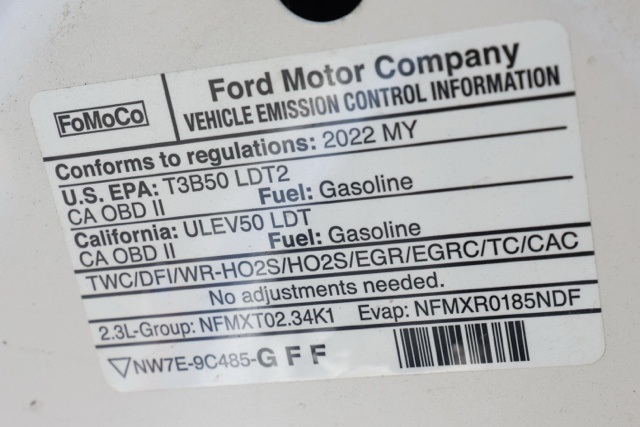 FoMoCo
Ford Motor Company
VEHICLE EMISSION CONTROL INFORMATION
Conforms to regulations: 2022 MY
U.S. EPA: T3B50 LDT2
CA OBD II Fuel: Gasoline
California: ULEV50 LDT
CA OBD II Fuel: Gasoline
TWC/DFI/WR-HO2S/HO2S/EGR/EGRC/TC/CAC
No adjustments needed.
2.3L-Group: NFMXT02.34K1 Evap: NFMXR0185NDF
▽NW7E-9C485-GFF